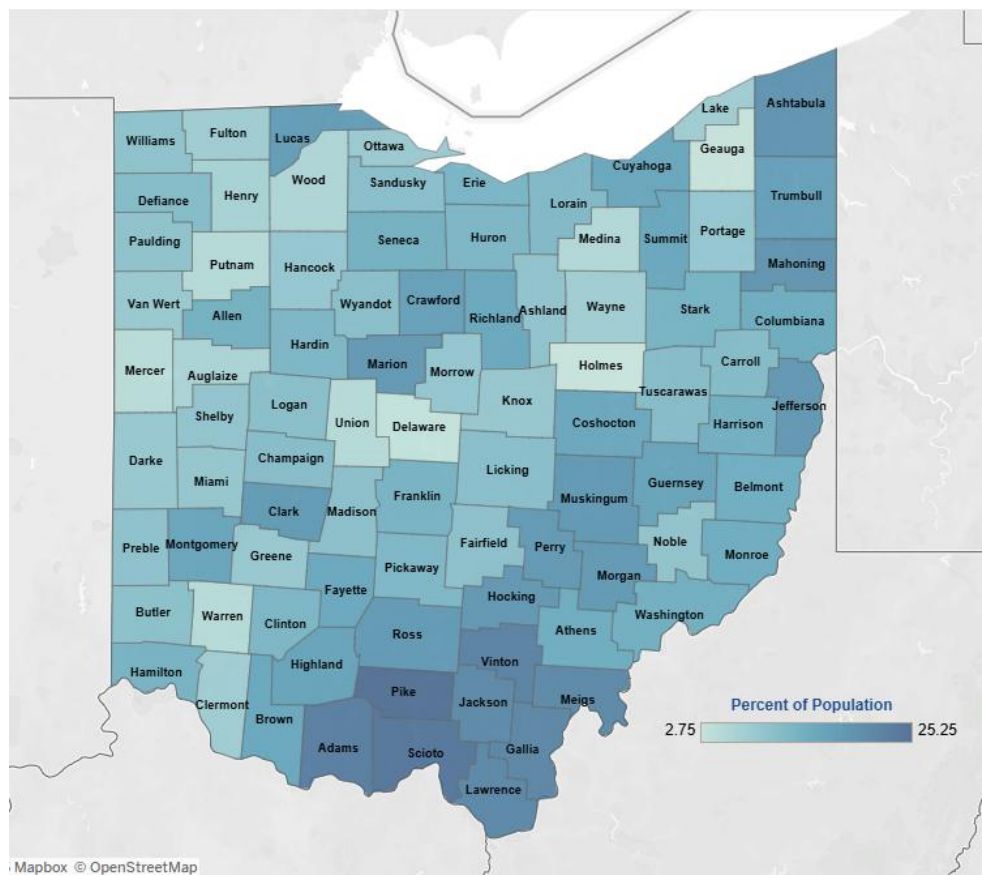 Ashtabula
Lake
Geauga
Williams
Fulton
Lucas
Ottawa
Cuyahoga
Wood
Sandusky
Erie
Trumbull
Defiance
Henry
Lorain
Paulding
Seneca
Huron
Medina
Summit
Portage
Mahoning
Putnam
Hancock
Van Wert
Wyandot
Crawford
Ashland
Wayne
Allen
Richland
Stark
Columbiana
Hardin
Marion
Holmes
Carroll
Mercer
Auglaize
Morrow
Tuscarawas
Knox
Jefferson
Shelby
Logan
Union
Delaware
Coshocton
Harrison
Darke
Champaign
Licking
Miami
Guernsey
Belmont
Clark
Madison
Franklin
Muskingum
Preble
Montgomery
Greene
Fairfield
Perry
Noble
Monroe
Pickaway
Morgan
Fayette
Hocking
Butler
Warren
Clinton
Washington
Ross
Athens
Hamilton
Highland
Vinton
Pike
Jackson
Meigs
Clermont
Brown
Percent of Population
2.75
25.25
Adams
Scioto
Gallia
Lawrence
Mapbox © OpenStreetMap